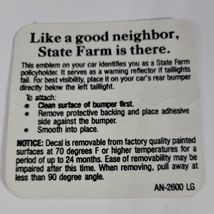 Like a good neighbor,
State Farm is there.
This emblem on your car identifies you as a State Farm
policyholder. It serves as a warning reflector if taillights
fail. For best visibility, place it on your car's rear bumper
directly below the left taillight.
To attach:
● Clean surface of bumper first.
● Remove protective backing and place adhesive
side against the bumper.
● Smooth into place.
NOTICE: Decal is removable from factory quality painted
surfaces at 70 degrees F or higher temperatures for a
period of up to 24 months. Ease of removability may be
impaired after this time. When removing, pull away at
less than 90 degree angle.
AN-2600 LG